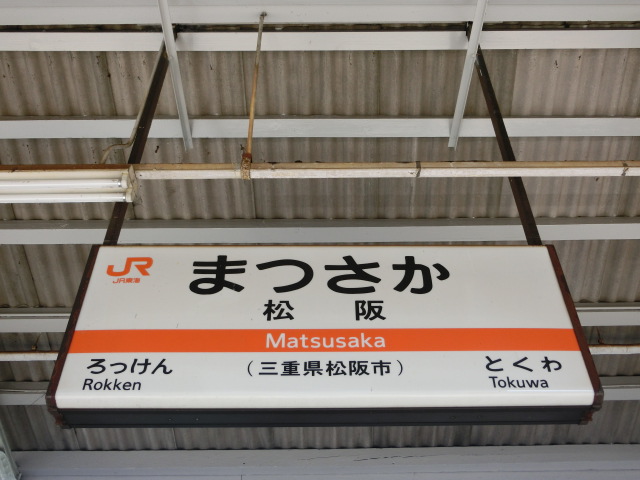 JR
JR東海
まつさか
松阪
Matsusaka
ろっけん
Rokken
（三重県松阪市）
とくわ
Tokuwa